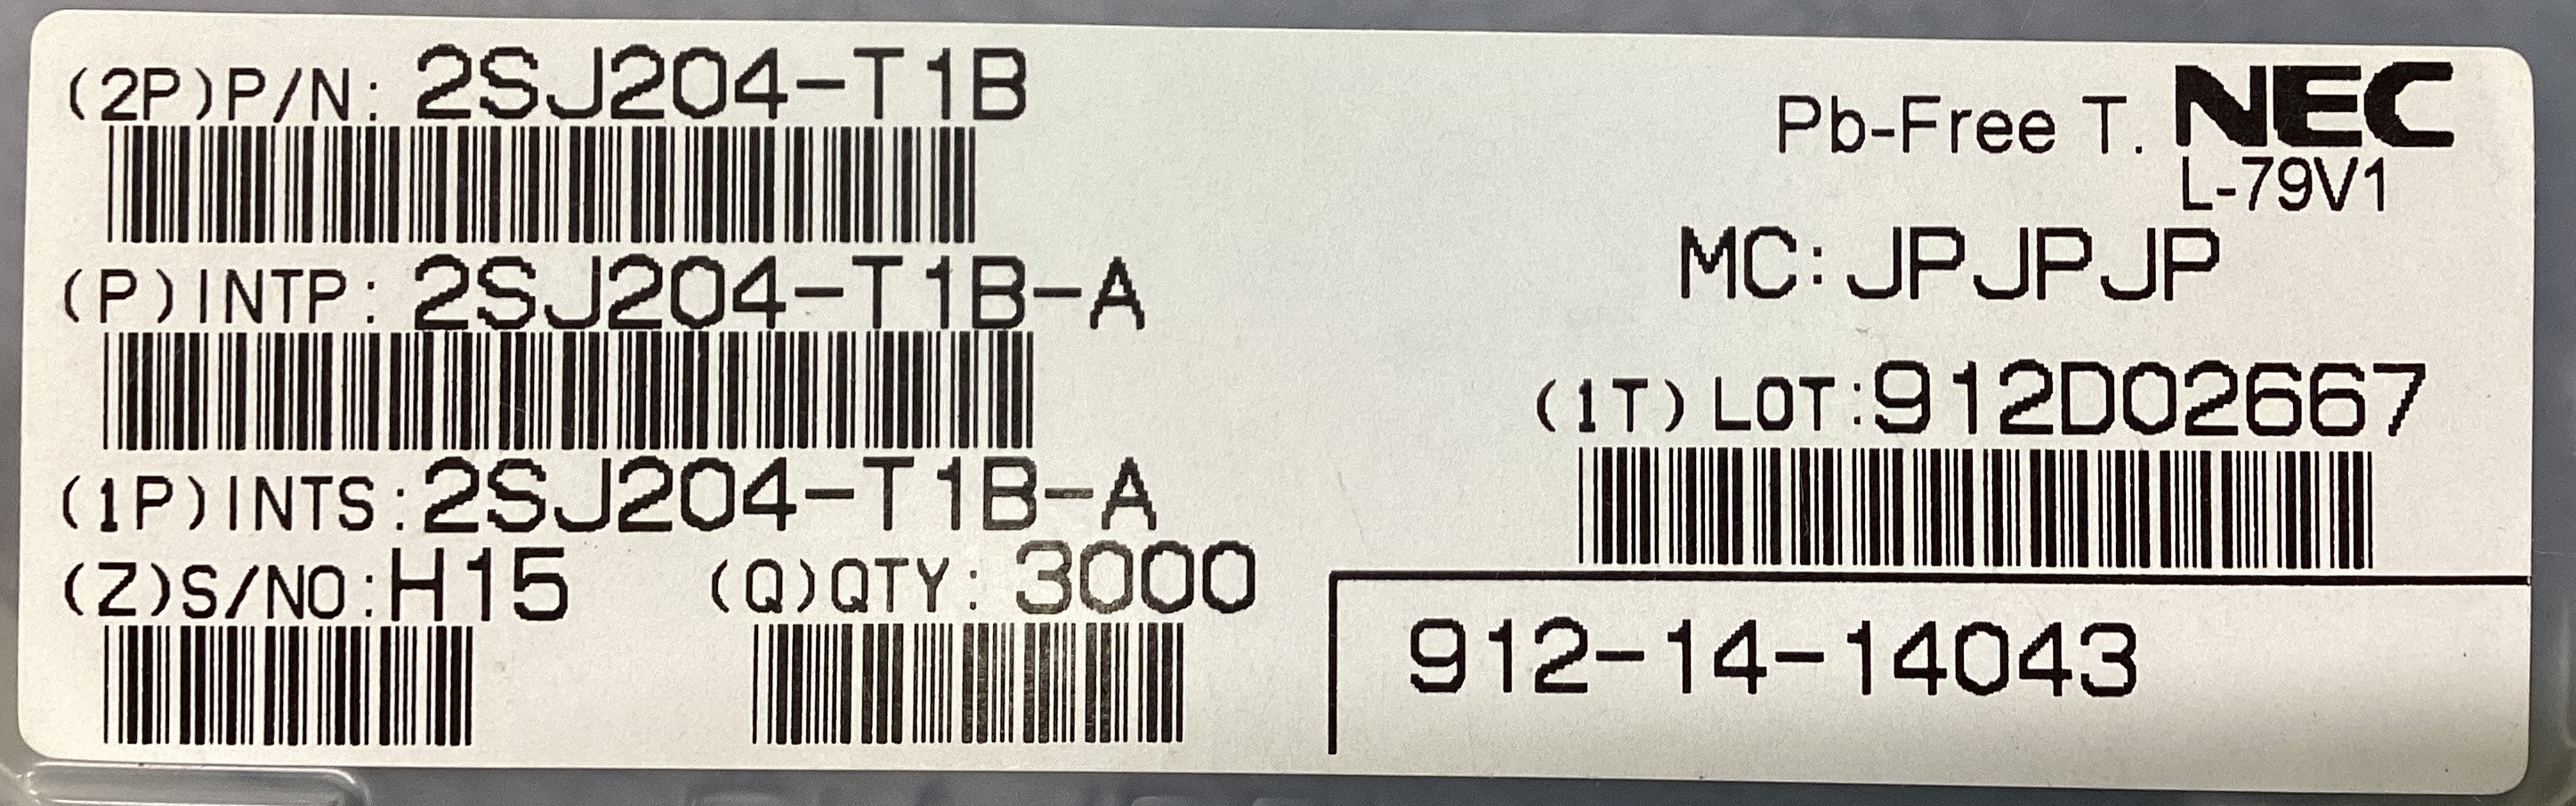 (2P)P/N: 2SJ204-T1B
(P)INTP: 2SJ204-T1B-A
(1P)INTS:2SJ204-T1B-A
(Z)S/NO:H15 (Q)QTY: 3000
Pb-Free T. NEC
L-79V1
MC:JPJPJP
(1T)LOT:912D02667
912-14-14043